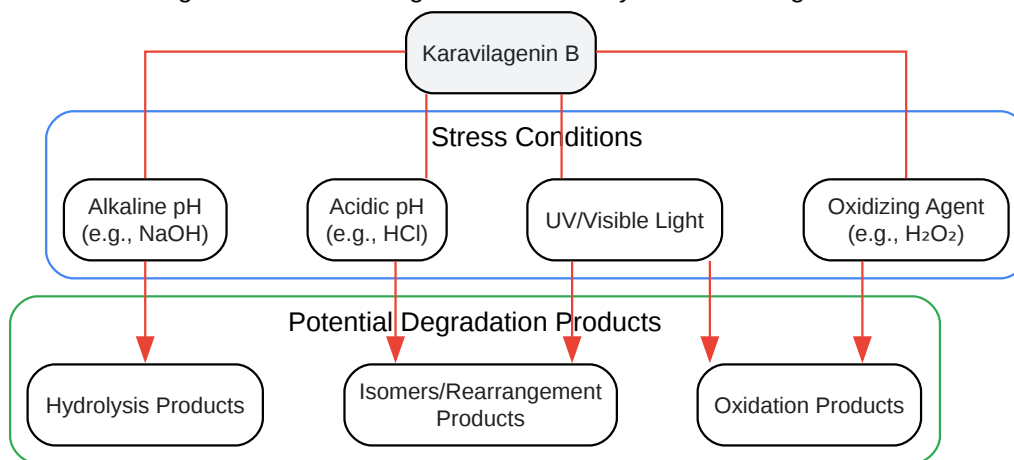 Karavilagenin B
Stress Conditions
Alkaline pH
(e.g., NaOH)
Acidic pH
(e.g., HCl)
UV/Visible Light
Oxidizing Agent
(e.g., H₂O₂)
Potential Degradation Products
Hydrolysis Products
Isomers/Rearrangement
Products
Oxidation Products